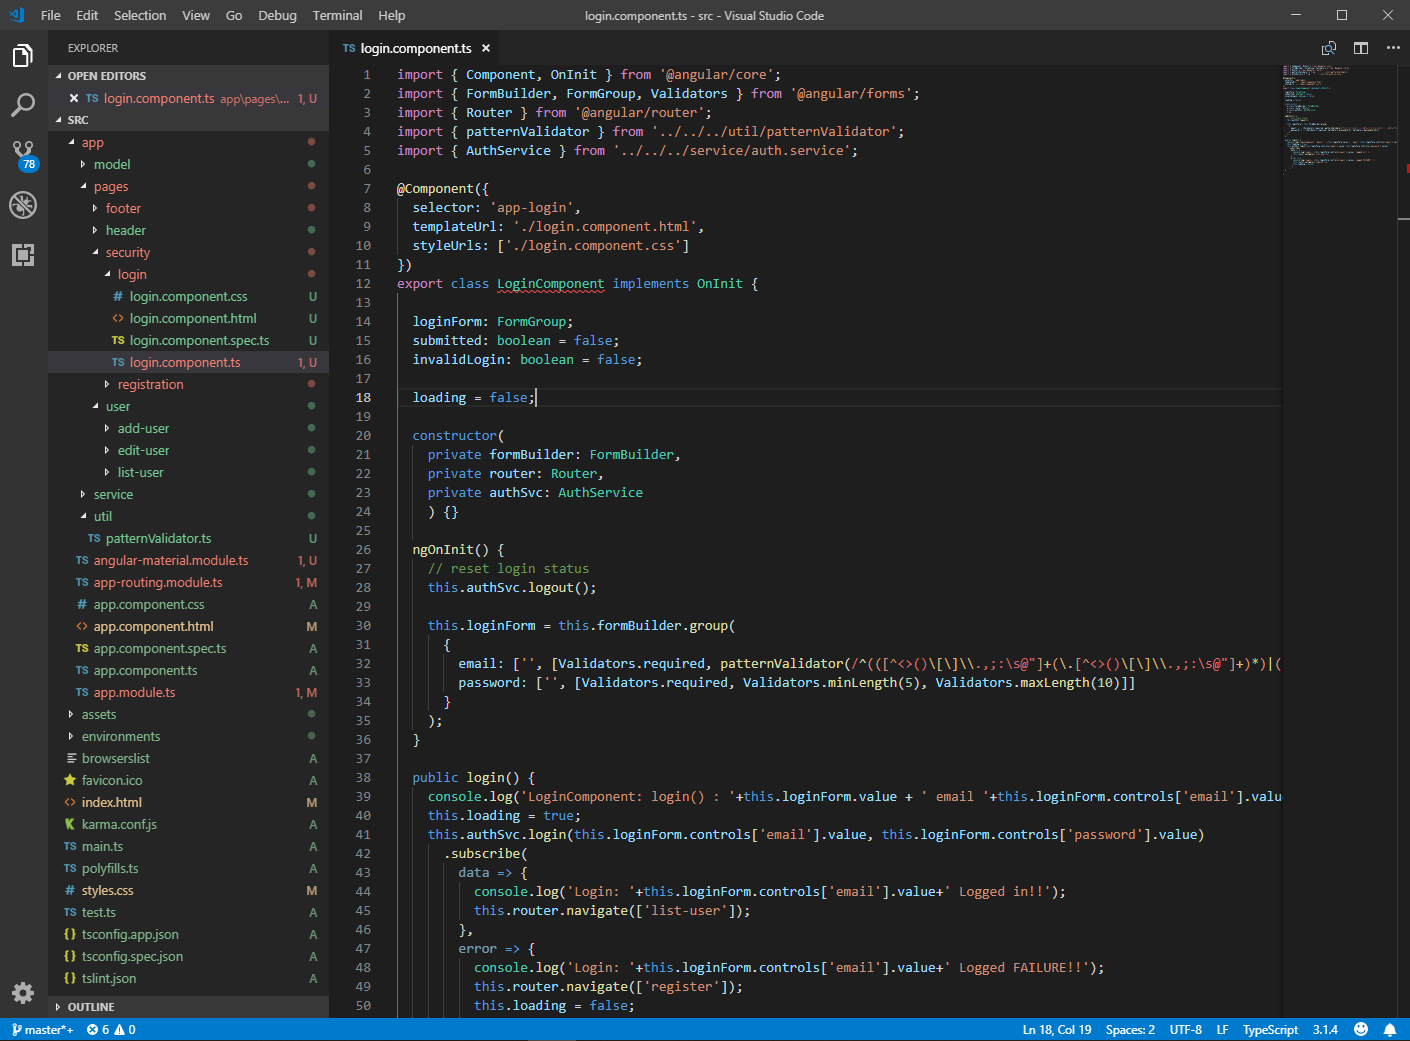 File Edit Selection View Go Debug Terminal Help
login.component.ts - src - Visual Studio Code
EXPLORER
OPEN EDITORS
TS login.component.ts app\pages\... 1, U
SRC
app
model
pages
footer
header
security
login
# login.component.css U
<> login.component.html U
TS login.component.spec.ts U
TS login.component.ts 1, U
registration
user
add-user
edit-user
list-user
service
util
TS patternValidator.ts U
TS angular-material.module.ts 1, U
TS app-routing.module.ts 1, M
# app.component.css A
<> app.component.html M
TS app.component.spec.ts A
TS app.component.ts A
TS app.module.ts 1, M
assets
environments
browserslist A
favicon.ico A
<> index.html M
karma.conf.js A
TS main.ts A
TS polyfills.ts A
# styles.css M
TS test.ts A
{} tsconfig.app.json A
{} tsconfig.spec.json A
{} tslint.json A
OUTLINE
78
TS login.component.ts
1 import { Component, OnInit } from '@angular/core';
2 import { FormBuilder, FormGroup, Validators } from '@angular/forms';
3 import { Router } from '@angular/router';
4 import { patternValidator } from '../../../util/patternValidator';
5 import { AuthService } from '../../../service/auth.service';
6
7 @Component({
8 selector: 'app-login',
9 templateUrl: './login.component.html',
10 styleUrls: ['./login.component.css']
11 })
12 export class LoginComponent implements OnInit {
13
14 loginForm: FormGroup;
15 submitted: boolean = false;
16 invalidLogin: boolean = false;
17
18 loading = false;
19
20 constructor(
21 private formBuilder: FormBuilder,
22 private router: Router,
23 private authSvc: AuthService
24 ) {}
25
26 ngOnInit() {
27 // reset login status
28 this.authSvc.logout();
29
30 this.loginForm = this.formBuilder.group(
31 {
32 email: ['', [Validators.required, patternValidator(/^(([^<>()\[\]\\.,;:\s@"]+(\.[^<>()\[\]\\.,;:\s@"]+)*)|(
33 password: ['', [Validators.required, Validators.minLength(5), Validators.maxLength(10)]]
34 }
35 );
36 }
37
38 public login() {
39 console.log('LoginComponent: login() : '+this.loginForm.value + ' email '+this.loginForm.controls['email'].valu
40 this.loading = true;
41 this.authSvc.login(this.loginForm.controls['email'].value, this.loginForm.controls['password'].value)
42 .subscribe(
43 data => {
44 console.log('Login: '+this.loginForm.controls['email'].value+' Logged in!!');
45 this.router.navigate(['list-user']);
46 },
47 error => {
48 console.log('Login: '+this.loginForm.controls['email'].value+' Logged FAILURE!!');
49 this.router.navigate(['register']);
50 this.loading = false;
master*+ 6 0
Ln 18, Col 19 Spaces: 2 UTF-8 LF TypeScript 3.1.4